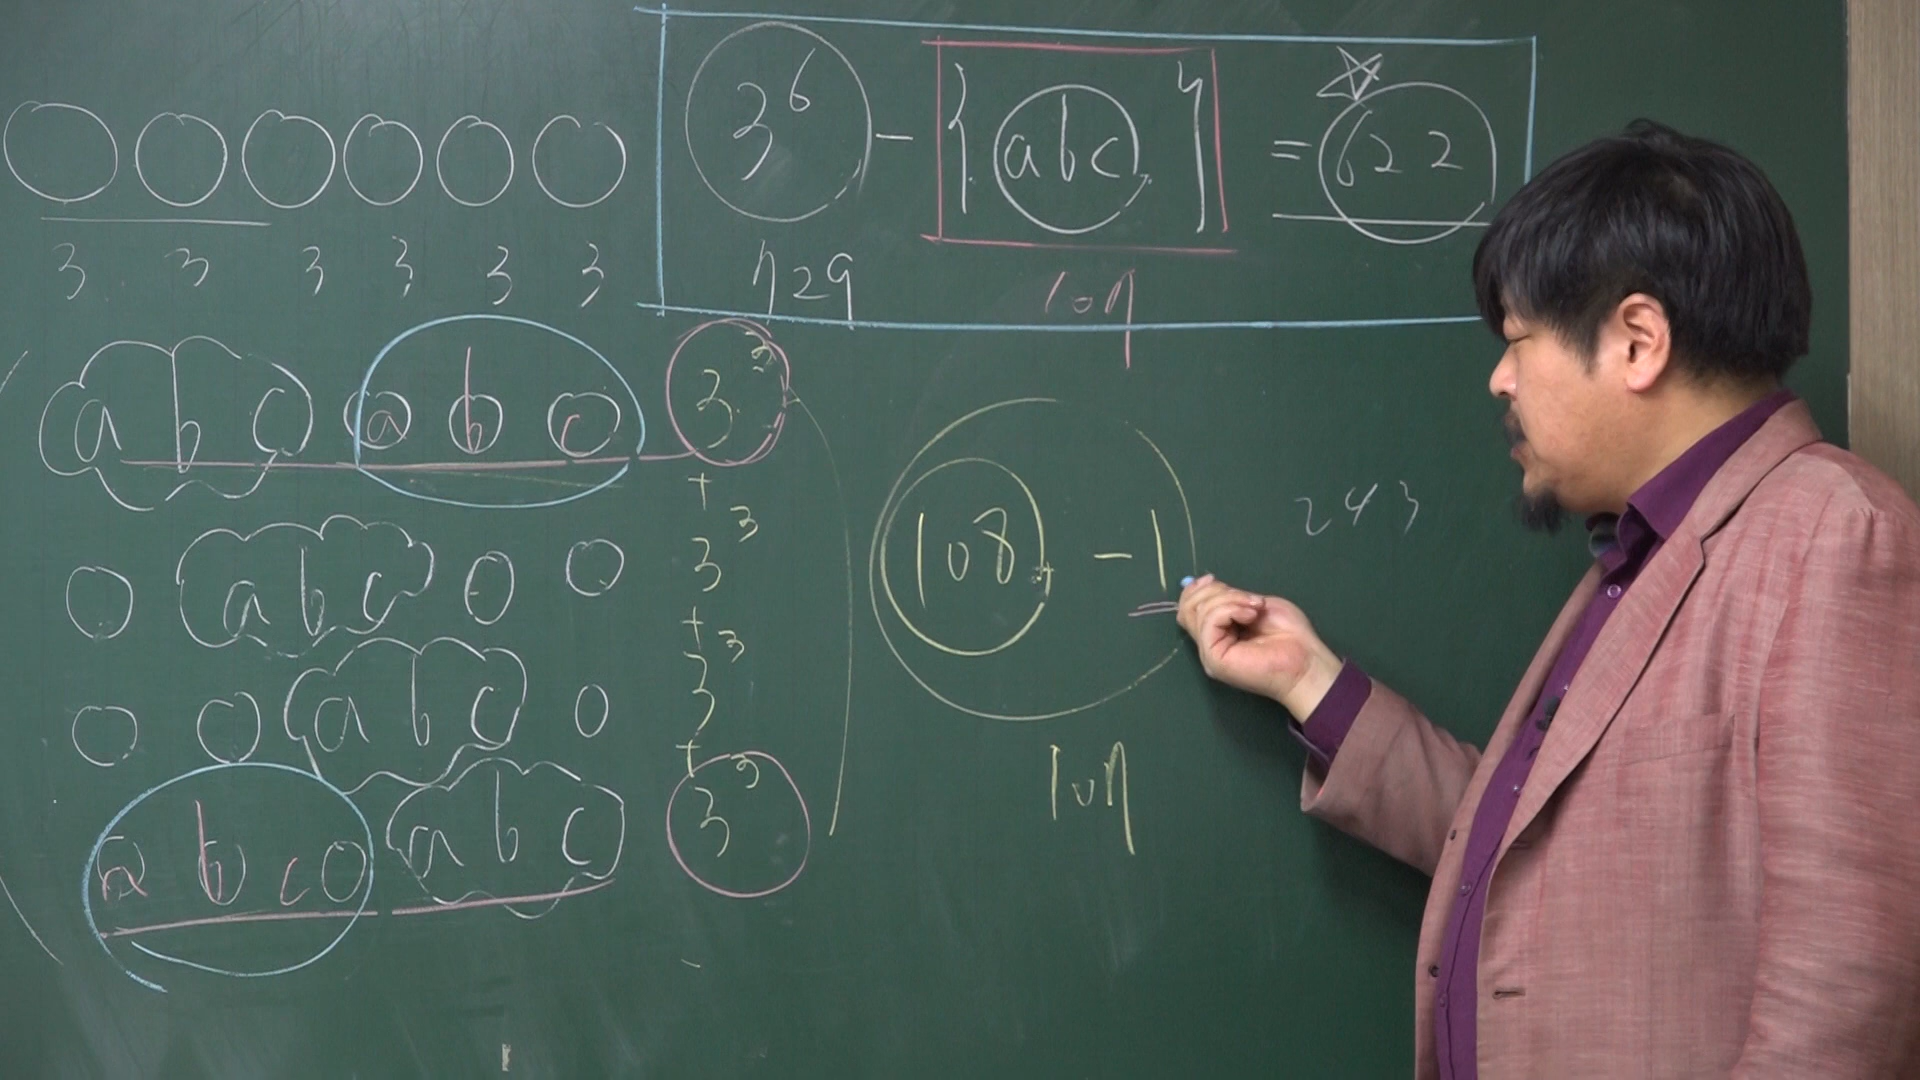 3⁶ - {abc} = 622
3 3 3 3 3 3
729 107
abc abc 3³
+
abc 3³
243
108 - 1
+
abc 3³
+
107
abc abc 3³